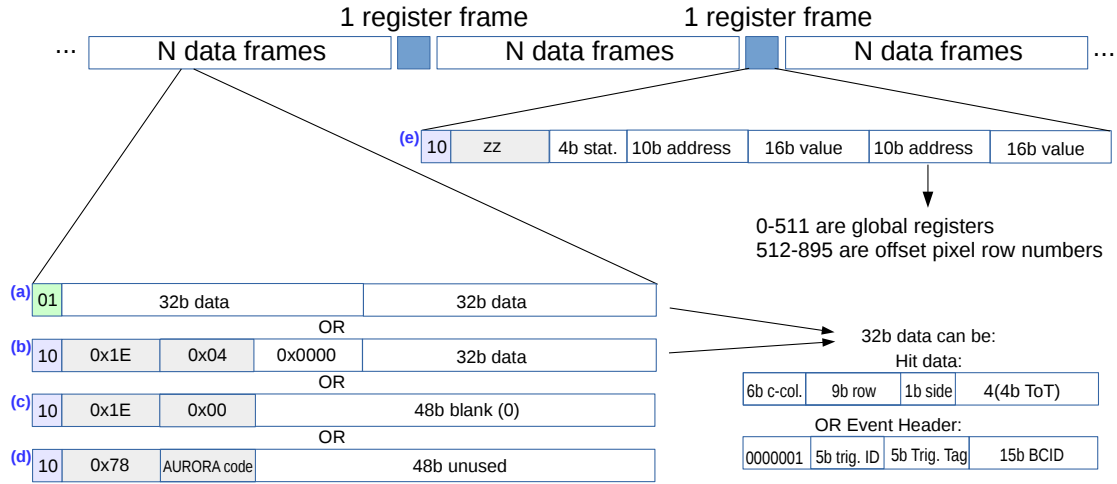 1 register frame 1 register frame
... N data frames N data frames N data frames ...
(e) 10 zz 4b stat. 10b address 16b value 10b address 16b value
0-511 are global registers
512-895 are offset pixel row numbers
(a) 01 32b data 32b data
OR
(b) 10 0x1E 0x04 0x0000 32b data
OR
(c) 10 0x1E 0x00 48b blank (0)
OR
(d) 10 0x78 AURORA code 48b unused
32b data can be:
Hit data:
6b c-col. 9b row 1b side 4(4b ToT)
OR Event Header:
0000001 5b trig. ID 5b Trig. Tag 15b BCID